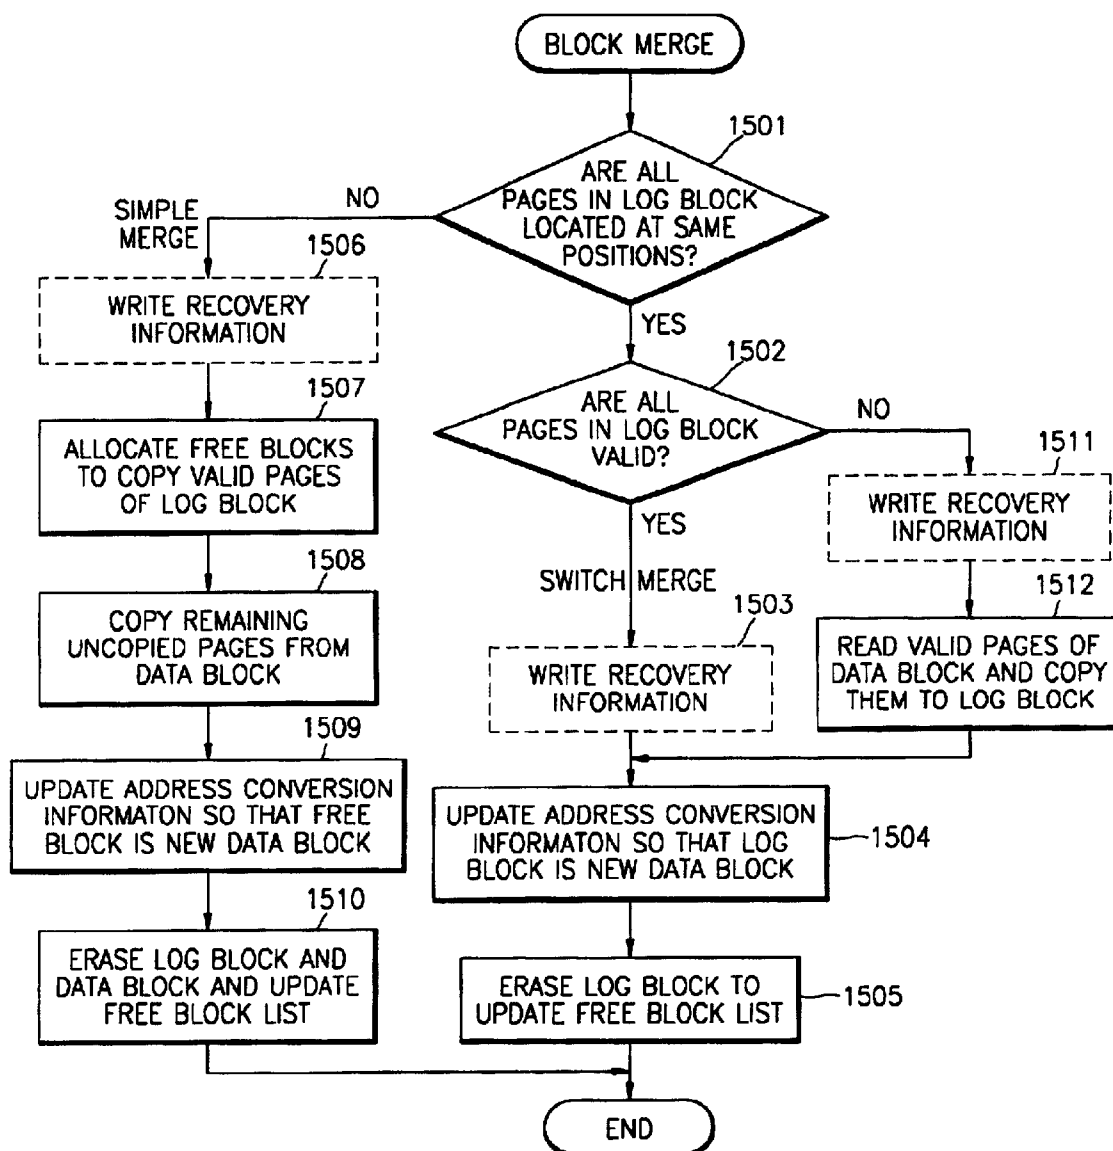 BLOCK MERGE
1501
ARE ALL
PAGES IN LOG BLOCK
LOCATED AT SAME
POSITIONS?
NO
SIMPLE
MERGE
1506
WRITE RECOVERY
INFORMATION
YES
1502
ARE ALL
PAGES IN LOG BLOCK
VALID?
NO
1507
ALLOCATE FREE BLOCKS
TO COPY VALID PAGES
OF LOG BLOCK
1511
WRITE RECOVERY
INFORMATION
YES
SWITCH MERGE
1508
COPY REMAINING
UNCOPIED PAGES FROM
DATA BLOCK
1503
WRITE RECOVERY
INFORMATION
1512
READ VALID PAGES OF
DATA BLOCK AND COPY
THEM TO LOG BLOCK
1509
UPDATE ADDRESS CONVERSION
INFORMATON SO THAT FREE
BLOCK IS NEW DATA BLOCK
UPDATE ADDRESS CONVERSION
INFORMATON SO THAT LOG
BLOCK IS NEW DATA BLOCK
1504
1510
ERASE LOG BLOCK AND
DATA BLOCK AND UPDATE
FREE BLOCK LIST
ERASE LOG BLOCK TO
UPDATE FREE BLOCK LIST
1505
END